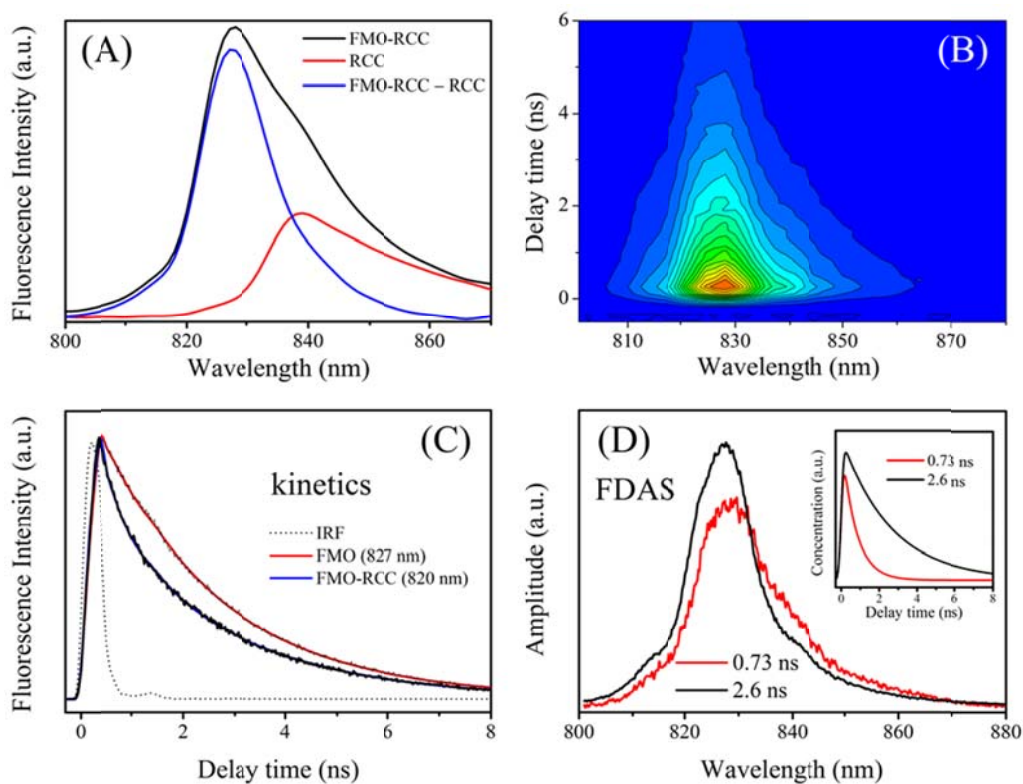 (A)
FMO-RCC
RCC
FMO-RCC – RCC
Fluorescence Intensity (a.u.)
800 820 840 860
Wavelength (nm)
(B)
Delay time (ns)
6
4
2
0
810 830 850 870
Wavelength (nm)
(C)
kinetics
IRF
FMO (827 nm)
FMO-RCC (820 nm)
Fluorescence Intensity (a.u.)
0 2 4 6 8
Delay time (ns)
(D)
FDAS
Amplitude (a.u.)
0.73 ns
2.6 ns
Concentration (a.u.)
0 2 4 6 8
Delay time (ns)
0.73 ns
2.6 ns
800 820 840 860 880
Wavelength (nm)